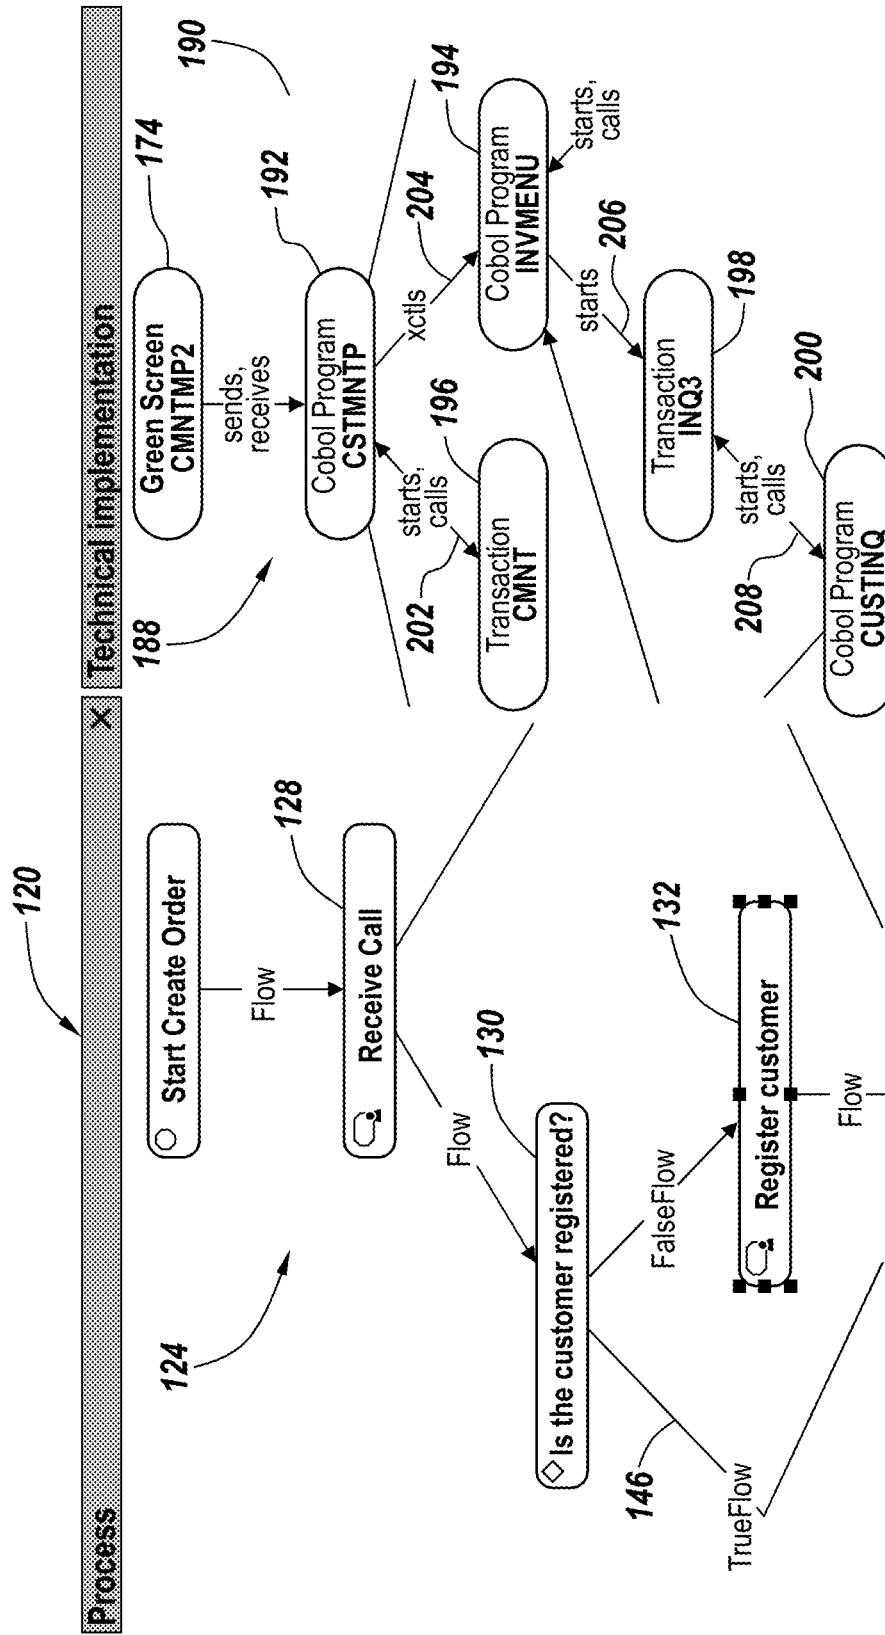 120
Process
X
Technical implementation
124
Start Create Order
Flow
128
Receive Call
Flow
130
Is the customer registered?
146
TrueFlow
FalseFlow
132
Register customer
Flow
188
190
174
Green Screen
CMNTMP2
sends,
receives
192
Cobol Program
CSTMNTP
202
starts,
calls
xctls
204
196
Transaction
CMNT
194
Cobol Program
INVMENU
starts,
calls
starts
206
198
Transaction
INQ3
208
starts,
calls
200
Cobol Program
CUSTINQ